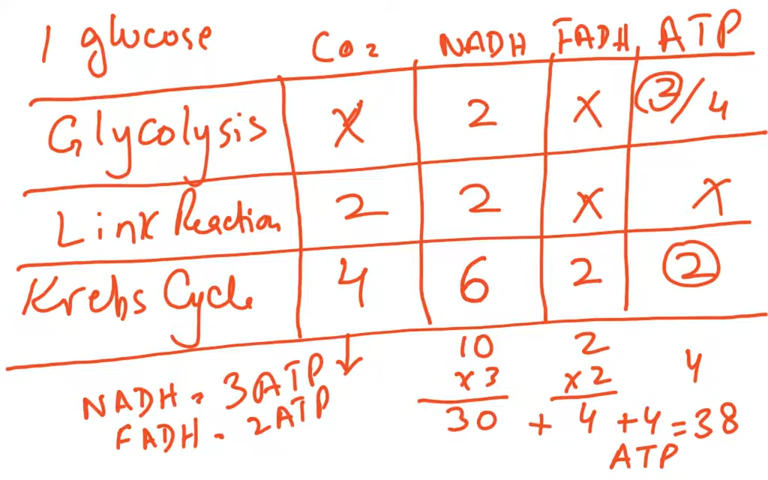 1 glucose CO2 NADH FADH ATP
Glycolysis X 2 X 3/4
Link Reaction 2 2 X X
Krebs Cycle 4 6 2 2
10 2 4
NADH = 3ATP ↓ x3 x2
FADH - 2ATP 30 + 4 + 4 = 38
ATP